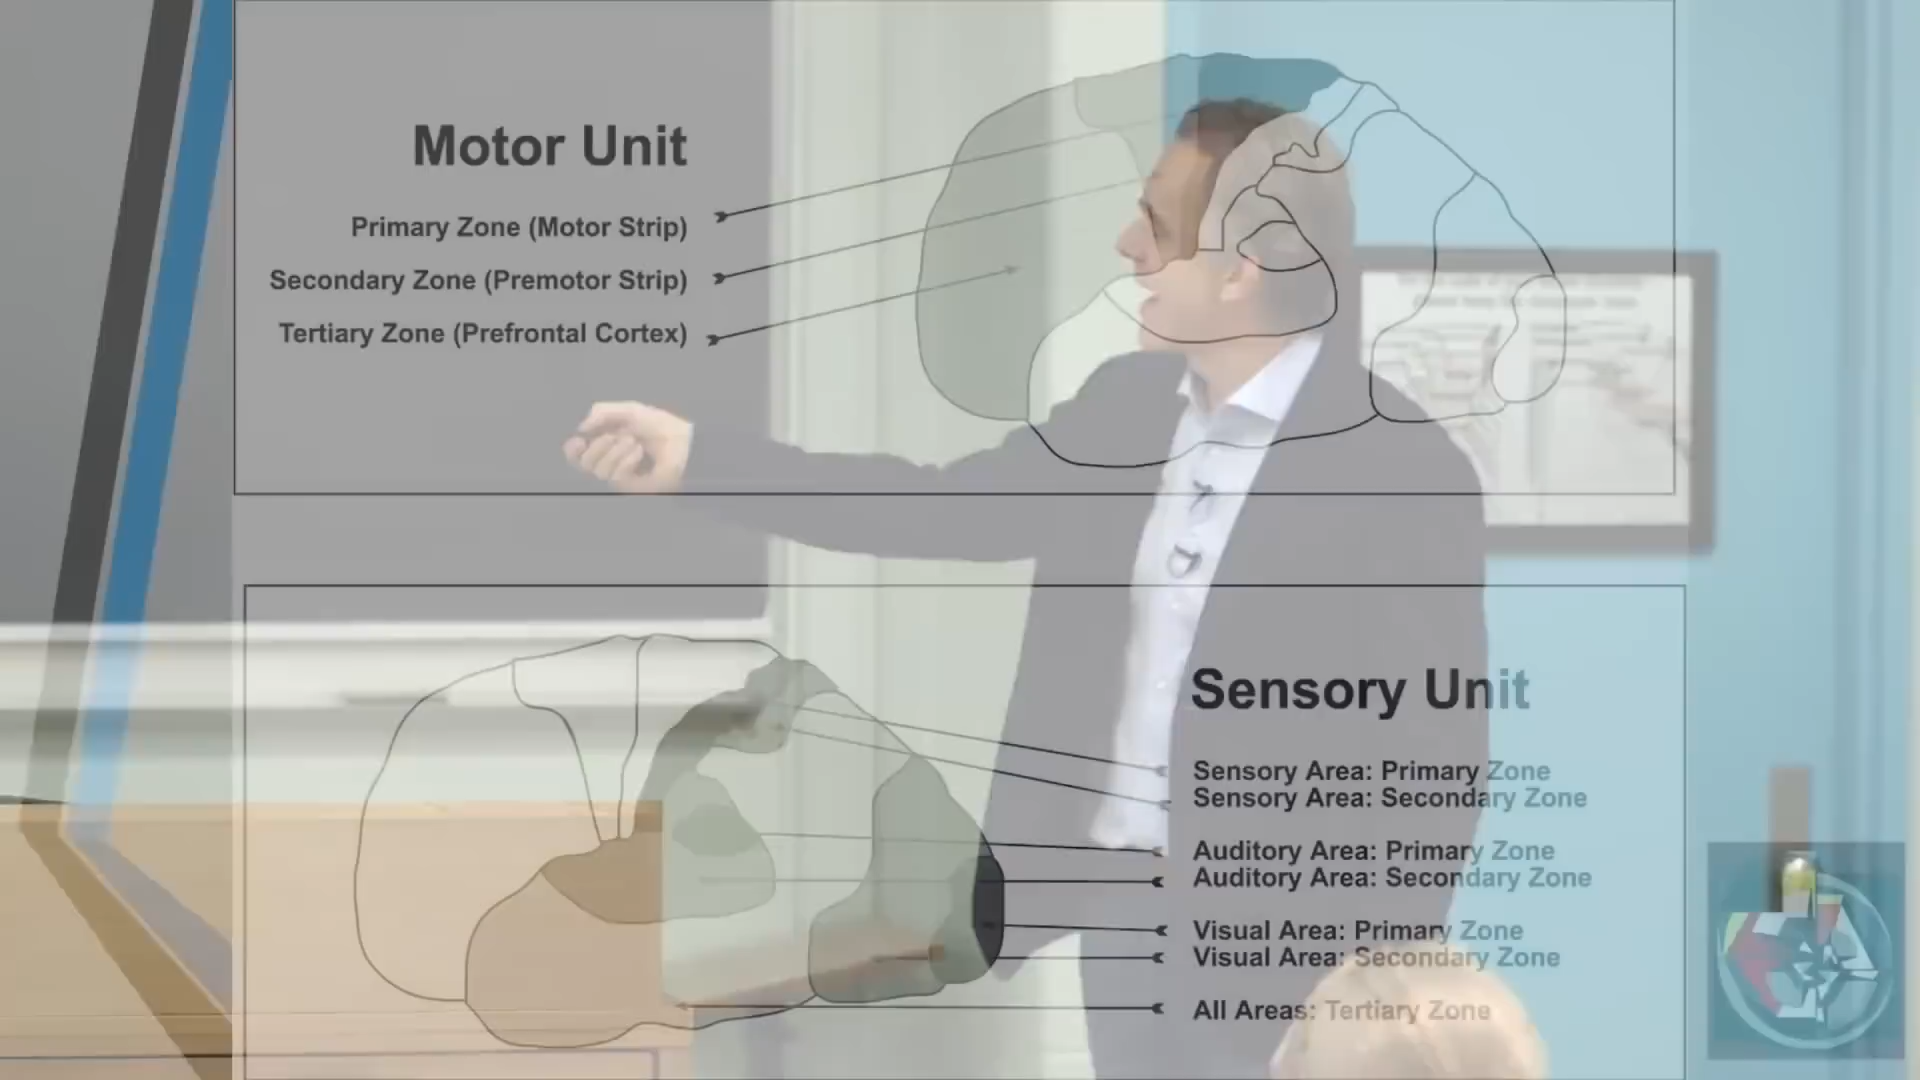 Motor Unit
Primary Zone (Motor Strip)
Secondary Zone (Premotor Strip)
Tertiary Zone (Prefrontal Cortex)
Sensory Unit
Sensory Area: Primary Zone
Sensory Area: Secondary Zone
Auditory Area: Primary Zone
Auditory Area: Secondary Zone
Visual Area: Primary Zone
Visual Area: Secondary Zone
All Areas: Tertiary Zone